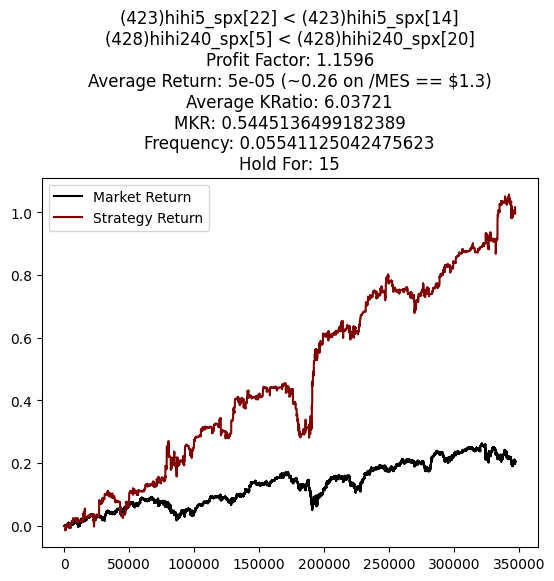 (423)hihi5_spx[22] < (423)hihi5_spx[14]
(428)hihi240_spx[5] < (428)hihi240_spx[20]
Profit Factor: 1.1596
Average Return: 5e-05 (~0.26 on /MES == $1.3)
Average KRatio: 6.03721
MKR: 0.5445136499182389
Frequency: 0.05541125042475623
Hold For: 15
Market Return
Strategy Return
1.0
0.8
0.6
0.4
0.2
0.0
0 50000 100000 150000 200000 250000 300000 350000